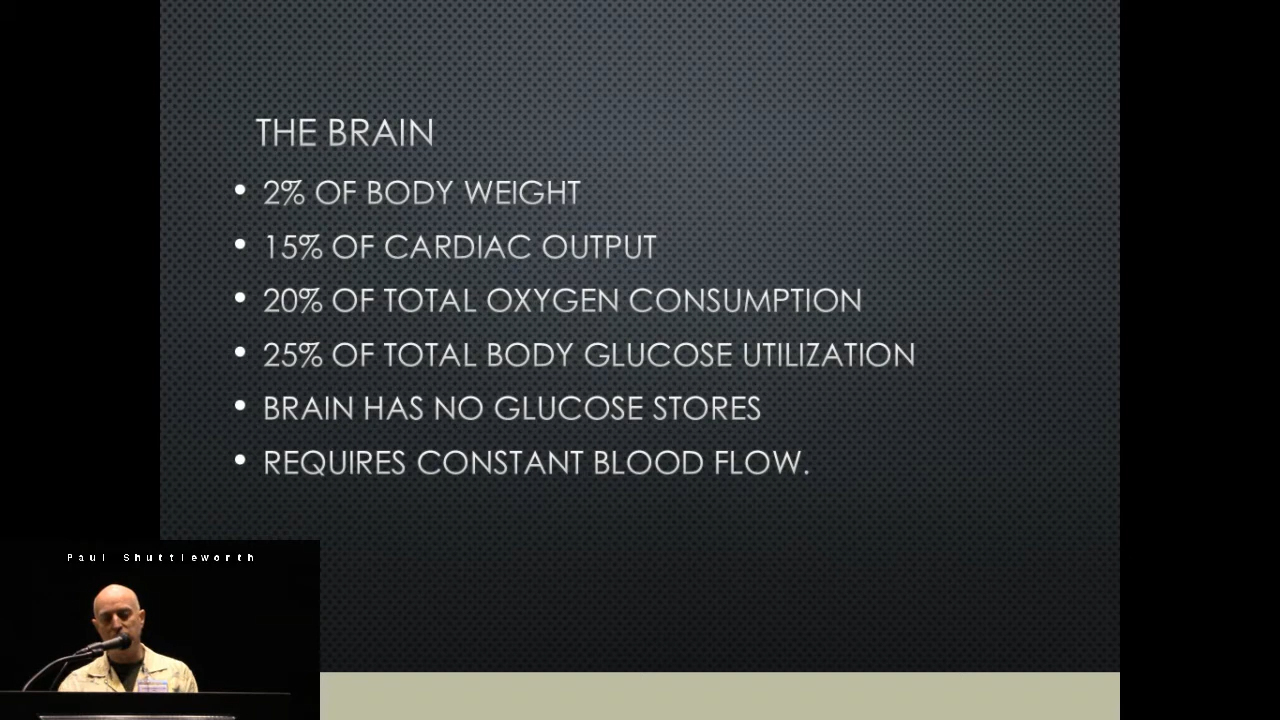 THE BRAIN
• 2% OF BODY WEIGHT
• 15% OF CARDIAC OUTPUT
• 20% OF TOTAL OXYGEN CONSUMPTION
• 25% OF TOTAL BODY GLUCOSE UTILIZATION
• BRAIN HAS NO GLUCOSE STORES
• REQUIRES CONSTANT BLOOD FLOW.
Paul Shuttleworth